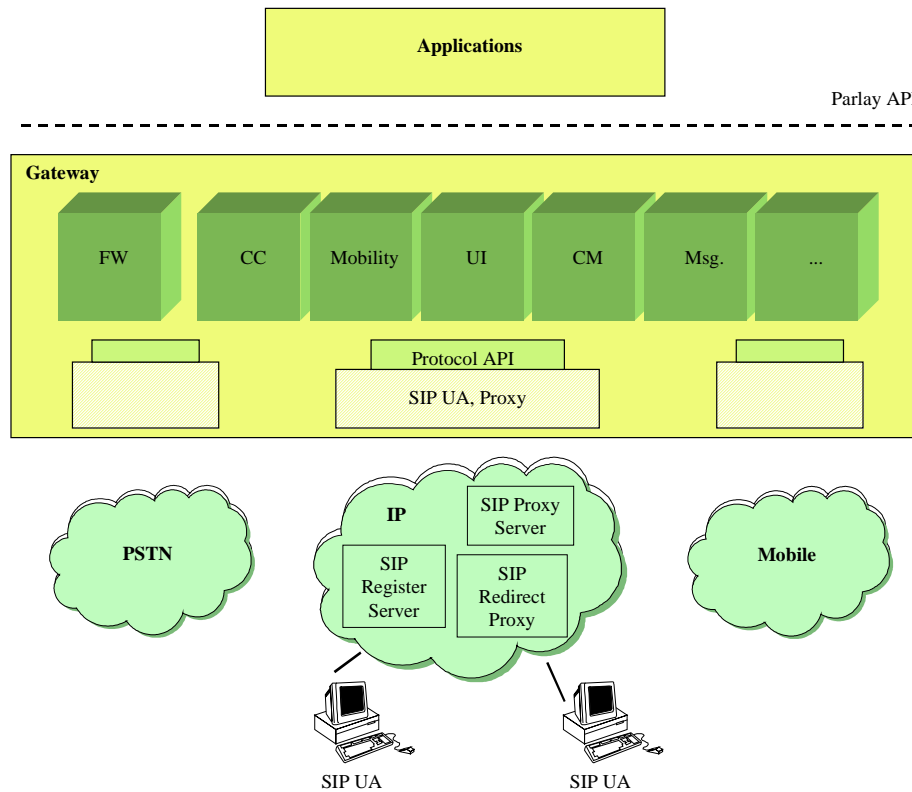 Applications
Parlay API
Gateway
FW
CC
Mobility
UI
CM
Msg.
...
Protocol API
SIP UA, Proxy
PSTN
IP
SIP Proxy
Server
SIP
Register
Server
SIP
Redirect
Proxy
Mobile
SIP UA
SIP UA